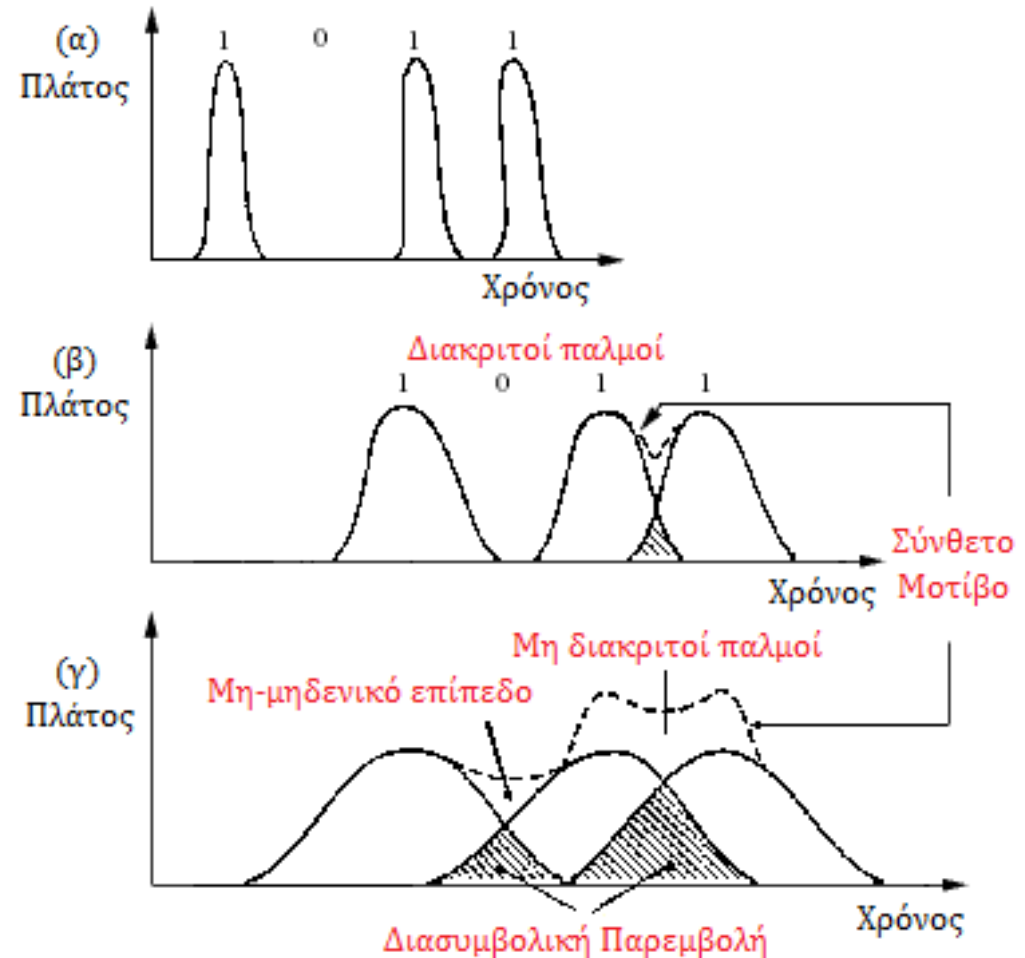 (α)
Πλάτος
1 0 1 1
Χρόνος
(β)
Πλάτος
Διακριτοί παλμοί
1 0 1 1
Σύνθετο
Μοτίβο
Χρόνος
(γ)
Πλάτος
Μη διακριτοί παλμοί
Μη-μηδενικό επίπεδο
Χρόνος
Διασυμβολική Παρεμβολή